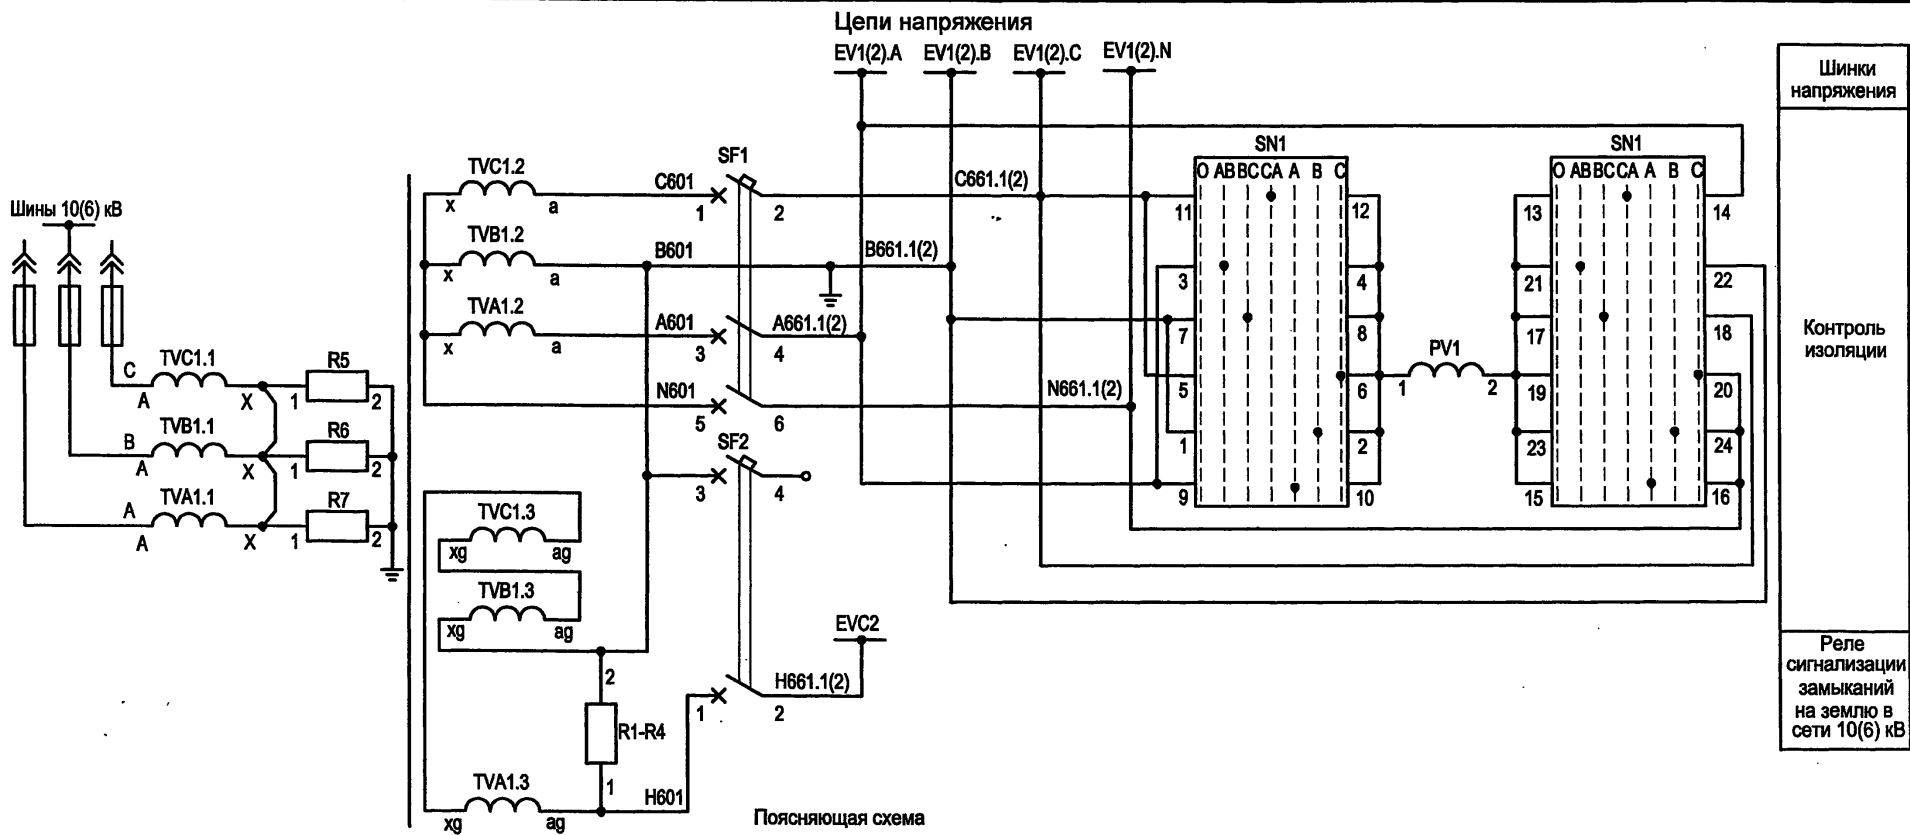 Цепи напряжения
EV1(2).A EV1(2).B EV1(2).C EV1(2).N
Шинки
напряжения
Контроль
изоляции
Реле
сигнализации
замыканий
на землю в
сети 10(6) кВ
Шины 10(6) кВ
C
A
TVC1.1
X
1
R5
2
B
A
TVB1.1
X
1
R6
2
A
A
TVA1.1
X
1
R7
2
TVC1.2
x
a
C601
SF1
1
2
C661.1(2)
TVB1.2
x
a
B601
B661.1(2)
TVA1.2
x
a
A601
3
4
A661.1(2)
N601
5
6
N661.1(2)
SF2
3
4
TVC1.3
xg
ag
TVB1.3
xg
ag
EVC2
2
R1-R4
1
1
2
H661.1(2)
TVA1.3
xg
ag
H601
SN1
O AB BC CA A B C
11
3
7
5
1
9
12
4
8
6
2
10
PV1
1
2
SN1
O AB BC CA A B C
13
21
17
19
23
15
14
22
18
20
24
16
Поясняющая схема